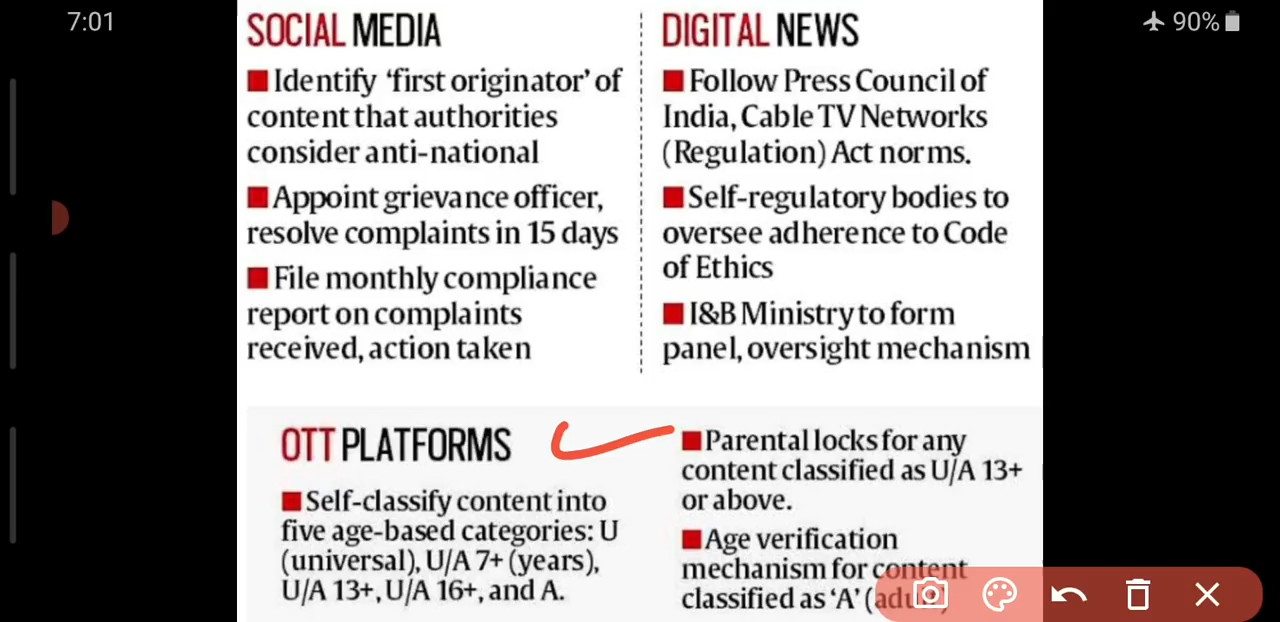 7:01
90%
SOCIAL MEDIA
Identify ‘first originator’ of
content that authorities
consider anti-national
Appoint grievance officer,
resolve complaints in 15 days
File monthly compliance
report on complaints
received, action taken
DIGITAL NEWS
Follow Press Council of
India, Cable TV Networks
(Regulation) Act norms.
Self-regulatory bodies to
oversee adherence to Code
of Ethics
I&B Ministry to form
panel, oversight mechanism
OTT PLATFORMS
Self-classify content into
five age-based categories: U
(universal), U/A 7+ (years),
U/A 13+, U/A 16+, and A.
Parental locks for any
content classified as U/A 13+
or above.
Age verification
mechanism for content
classified as ‘A’